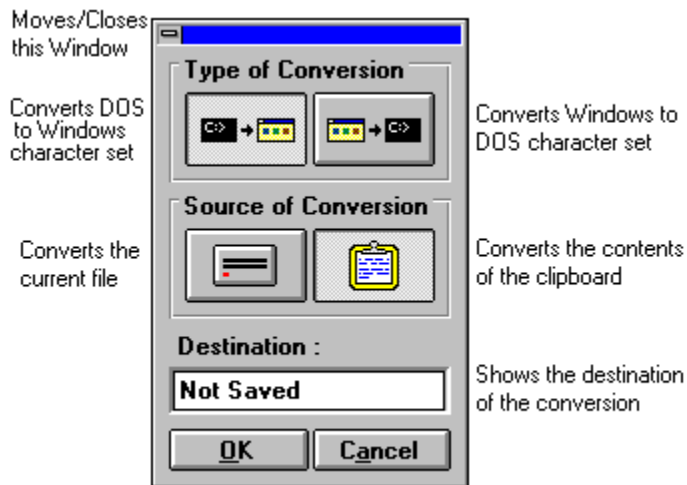 Moves/Closes
this Window
Type of Conversion
Converts DOS
to Windows
character set
C:\>
C:\>
Converts Windows to
DOS character set
Source of Conversion
Converts the
current file
Converts the contents
of the clipboard
Destination :
Not Saved
Shows the destination
of the conversion
OK
Cancel